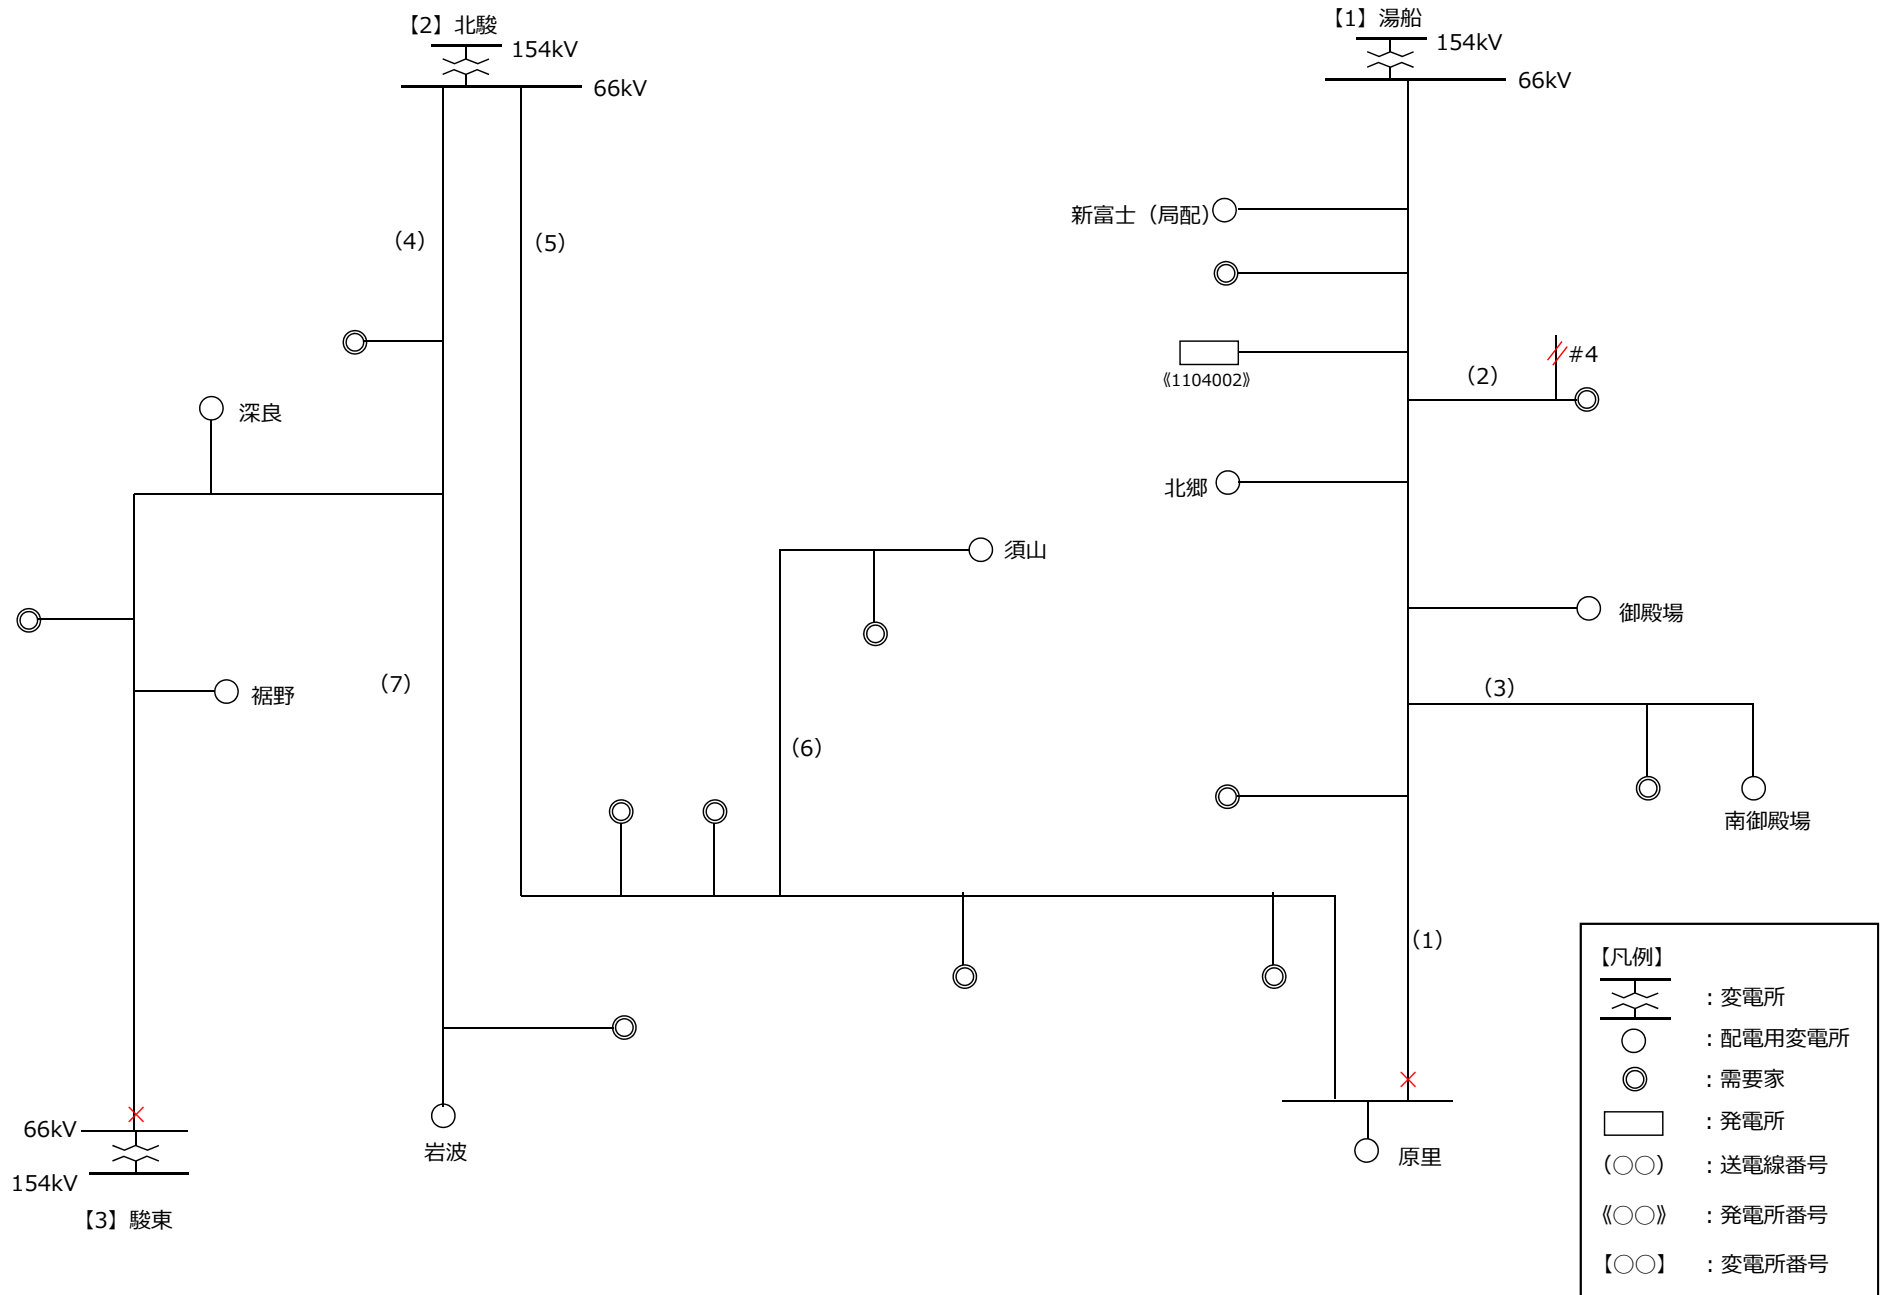 【2】北駿
154kV
66kV
【1】湯船
154kV
66kV
新富士（局配）
（4）
（5）
《1104002》
（2）
#4
深良
北郷
須山
御殿場
（7）
裾野
（3）
（6）
南御殿場
（1）
66kV
154kV
【3】駿東
岩波
原里
【凡例】
：変電所
：配電用変電所
：需要家
：発電所
（○○）：送電線番号
《○○》：発電所番号
【○○】：変電所番号